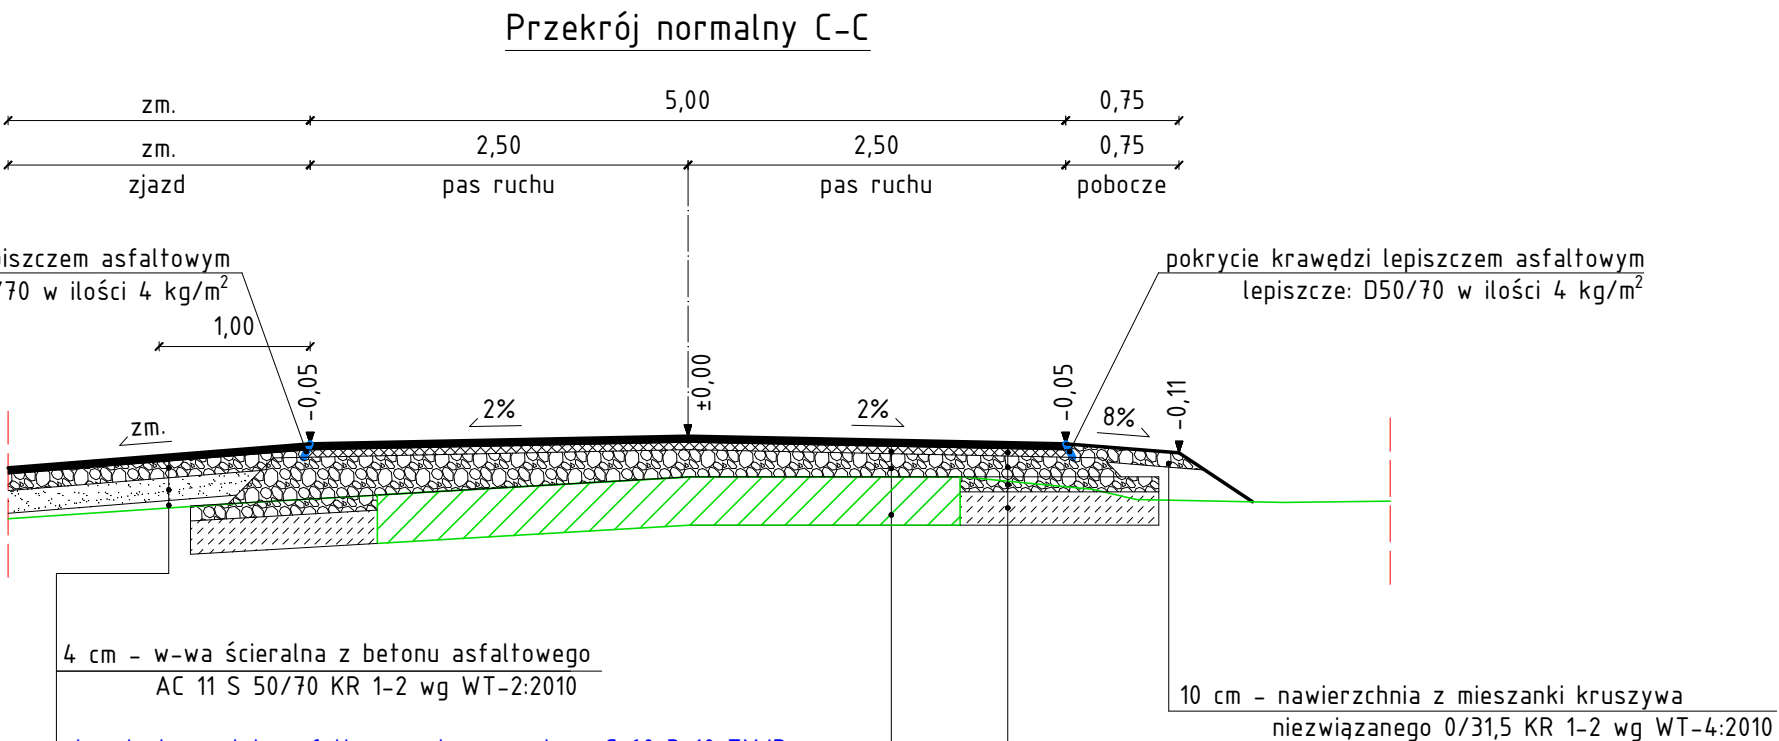 Przekrój normalny C-C
zm. 5,00 0,75
zm. 2,50 2,50 0,75
zjazd pas ruchu pas ruchu pobocze
asfaltowym
w ilości 4 kg/m²
pokrycie krawędzi lepiszczem asfaltowym
lepiszcze: D50/70 w ilości 4 kg/m²
1,00
-0,05 ±0,00 -0,05 -0,11
zm. 2% 2% 8%
4 cm - w-wa ścieralna z betonu asfaltowego
AC 11 S 50/70 KR 1-2 wg WT-2:2010
10 cm - nawierzchnia z mieszanki kruszywa
niezwiązanego 0/31,5 KR 1-2 wg WT-4:2010